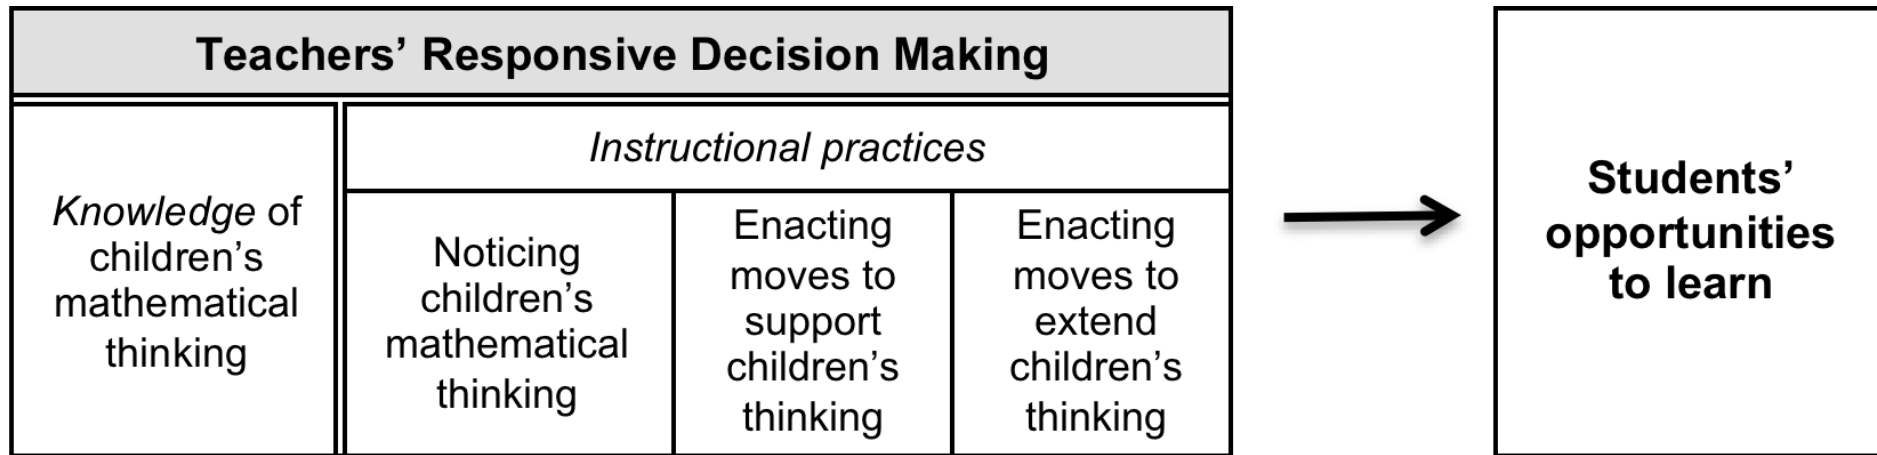 Teachers’ Responsive Decision Making
Knowledge of
children’s
mathematical
thinking
Instructional practices
Noticing
children’s
mathematical
thinking
Enacting
moves to
support
children’s
thinking
Enacting
moves to
extend
children’s
thinking
Students’
opportunities
to learn